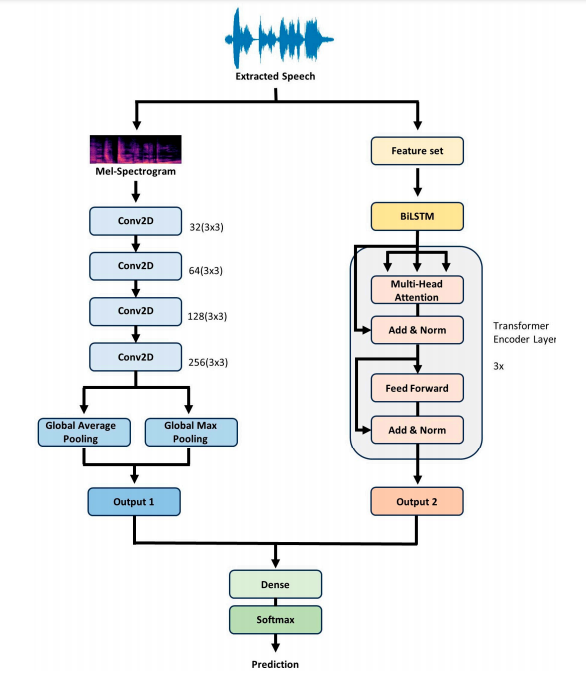 Extracted Speech
Mel-Spectrogram
Conv2D
32(3x3)
Conv2D
64(3x3)
Conv2D
128(3x3)
Conv2D
256(3x3)
Global Average
Pooling
Global Max
Pooling
Output 1
Feature set
BiLSTM
Multi-Head
Attention
Add & Norm
Feed Forward
Add & Norm
Transformer
Encoder Layer
3x
Output 2
Dense
Softmax
Prediction